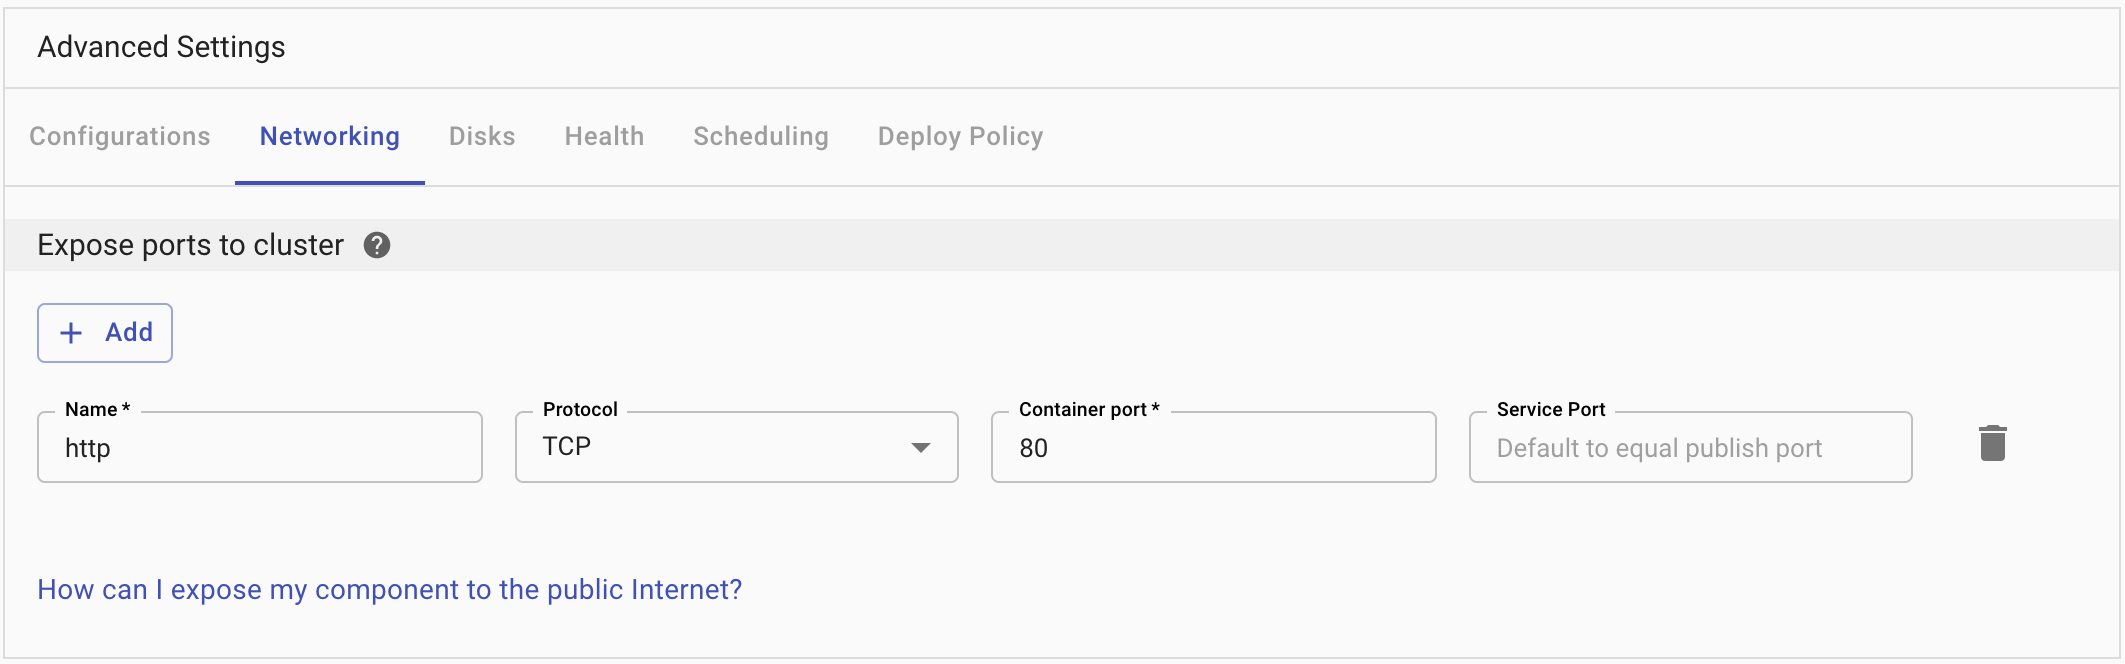 Advanced Settings
Configurations Networking Disks Health Scheduling Deploy Policy
Expose ports to cluster ?
+ Add
Name * Protocol Container port * Service Port
http TCP 80 Default to equal publish port
How can I expose my component to the public Internet?